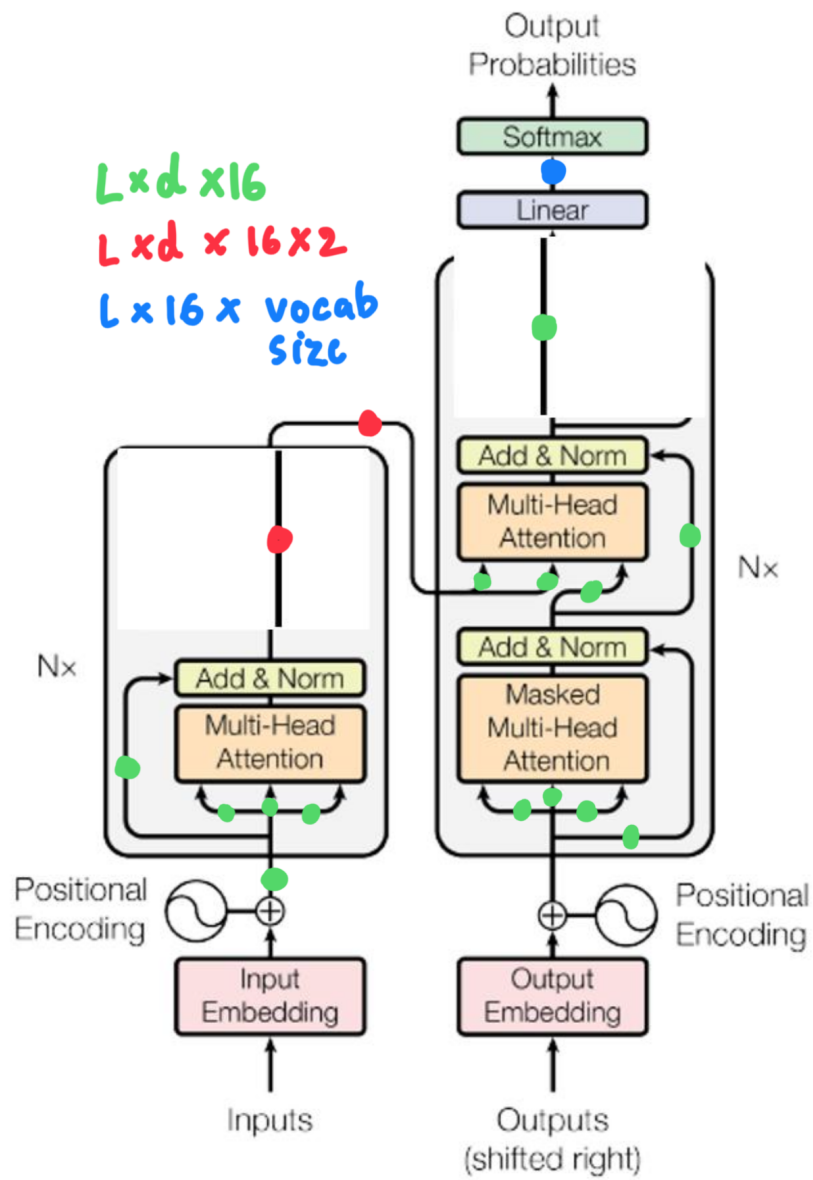 Output
Probabilities
Softmax
Linear
L × d × 16
L × d × 16 × 2
L × 16 × vocab
size
Add & Norm
Multi-Head
Attention
N×
Add & Norm
Masked
Multi-Head
Attention
N×
Add & Norm
Multi-Head
Attention
Positional
Encoding
Positional
Encoding
Input
Embedding
Output
Embedding
Inputs
Outputs
(shifted right)